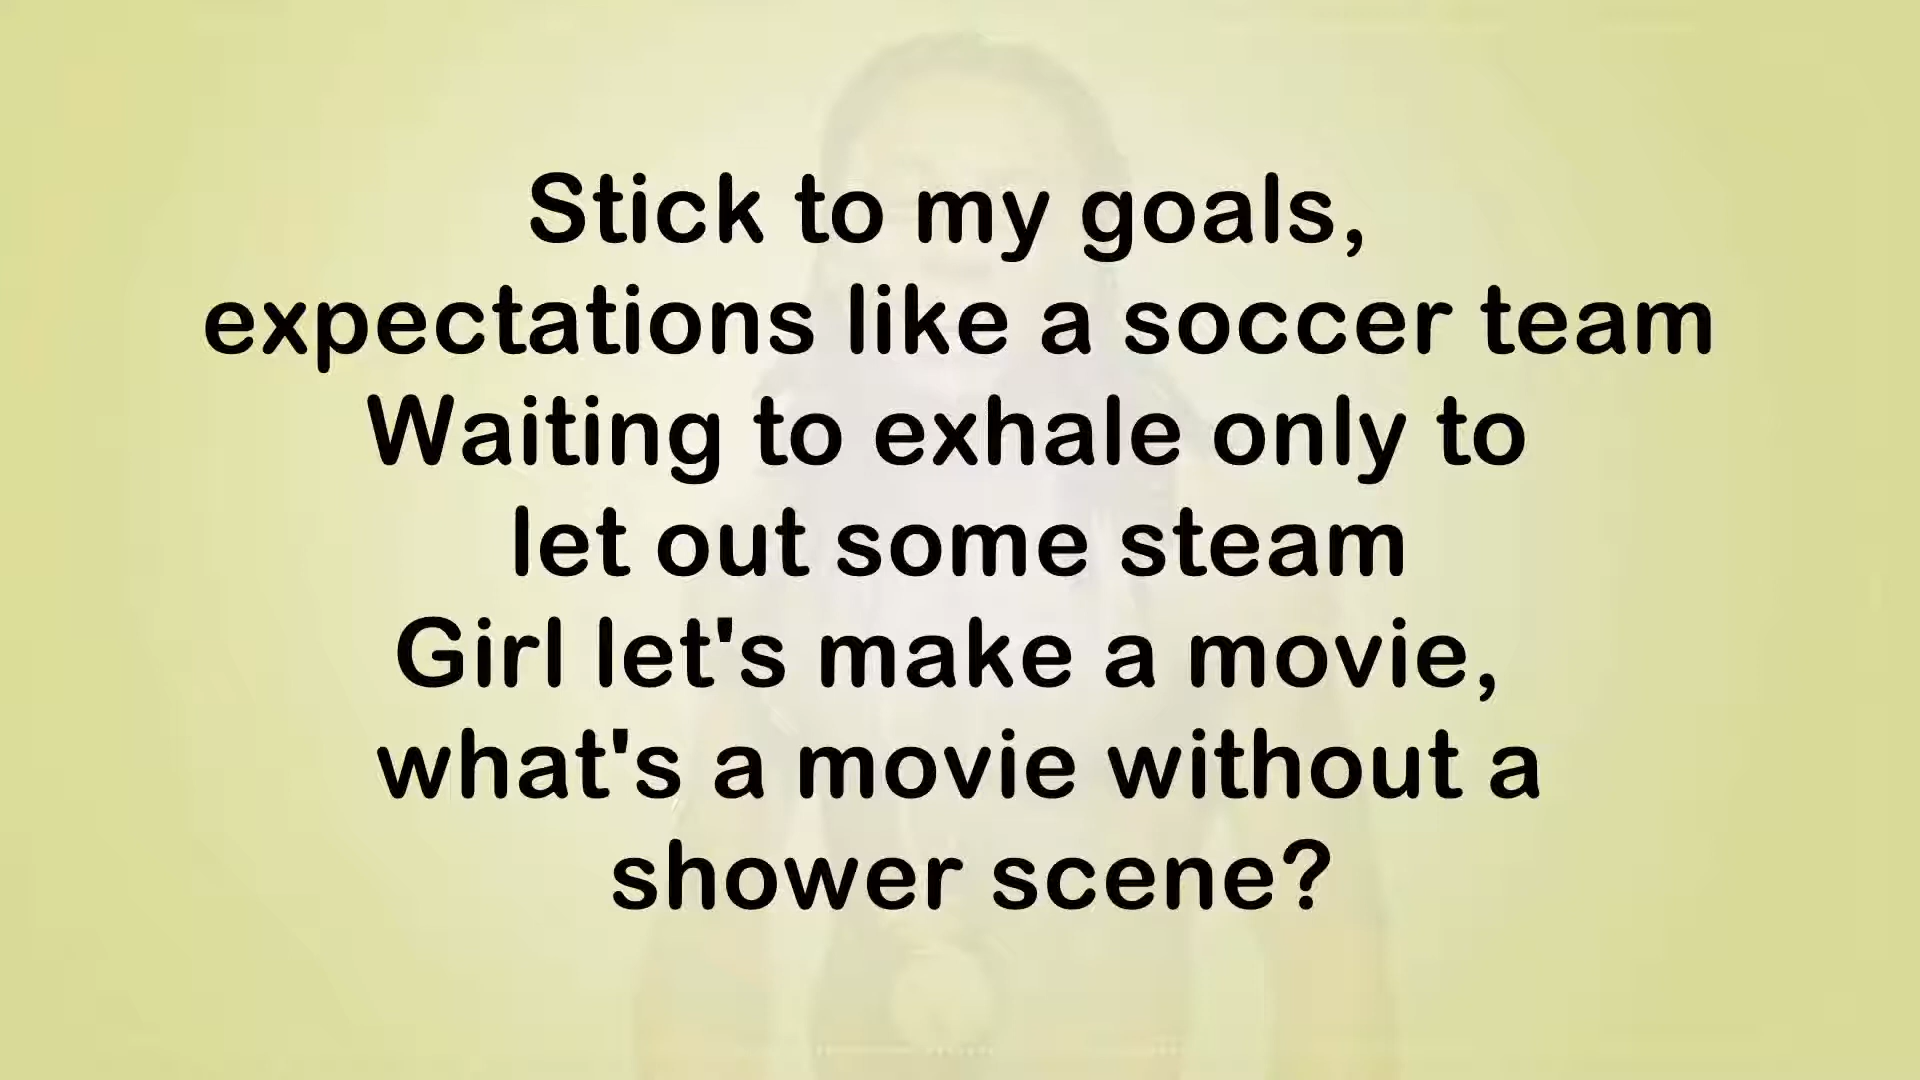 Stick to my goals,
expectations like a soccer team
Waiting to exhale only to
let out some steam
Girl let's make a movie,
what's a movie without a
shower scene?